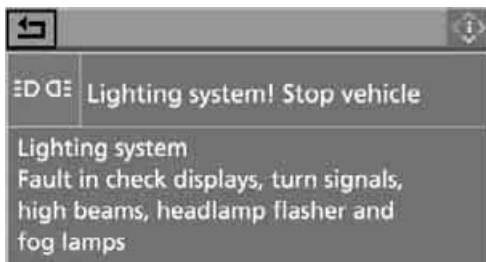 Lighting system! Stop vehicle
Lighting system
Fault in check displays, turn signals,
high beams, headlamp flasher and
fog lamps